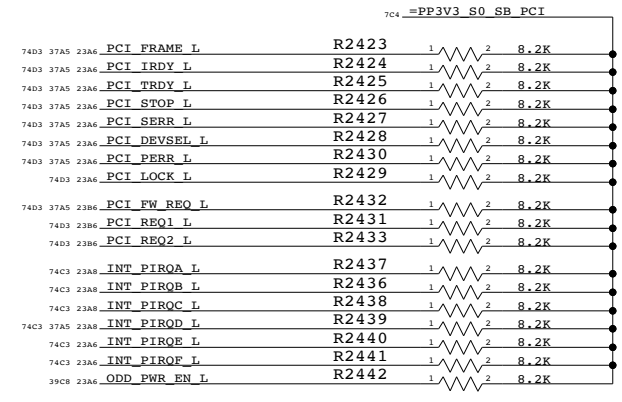 7C4 =PP3V3_S0_SB_PCI
74D3 37A5 23A6 PCI_FRAME_L R2423 1 2 8.2K
74D3 37A5 23A6 PCI_IRDY_L R2424 1 2 8.2K
74D3 37A5 23A6 PCI_TRDY_L R2425 1 2 8.2K
74D3 37A5 23A6 PCI_STOP_L R2426 1 2 8.2K
74D3 37A5 23A6 PCI_SERR_L R2427 1 2 8.2K
74D3 37A5 23A6 PCI_DEVSEL_L R2428 1 2 8.2K
74D3 37A5 23A6 PCI_PERR_L R2430 1 2 8.2K
74D3 23A6 PCI_LOCK_L R2429 1 2 8.2K
74D3 37A5 23B6 PCI_FW_REQ_L R2432 1 2 8.2K
74D3 23B6 PCI_REQ1_L R2431 1 2 8.2K
74D3 23B6 PCI_REQ2_L R2433 1 2 8.2K
74C3 23A8 INT_PIRQA_L R2437 1 2 8.2K
74C3 23A8 INT_PIRQB_L R2436 1 2 8.2K
74C3 23A8 INT_PIRQC_L R2438 1 2 8.2K
74C3 37A5 23A8 INT_PIRQD_L R2439 1 2 8.2K
74C3 23A6 INT_PIRQE_L R2440 1 2 8.2K
74C3 23A6 INT_PIRQF_L R2441 1 2 8.2K
39C8 23A6 ODD_PWR_EN_L R2442 1 2 8.2K